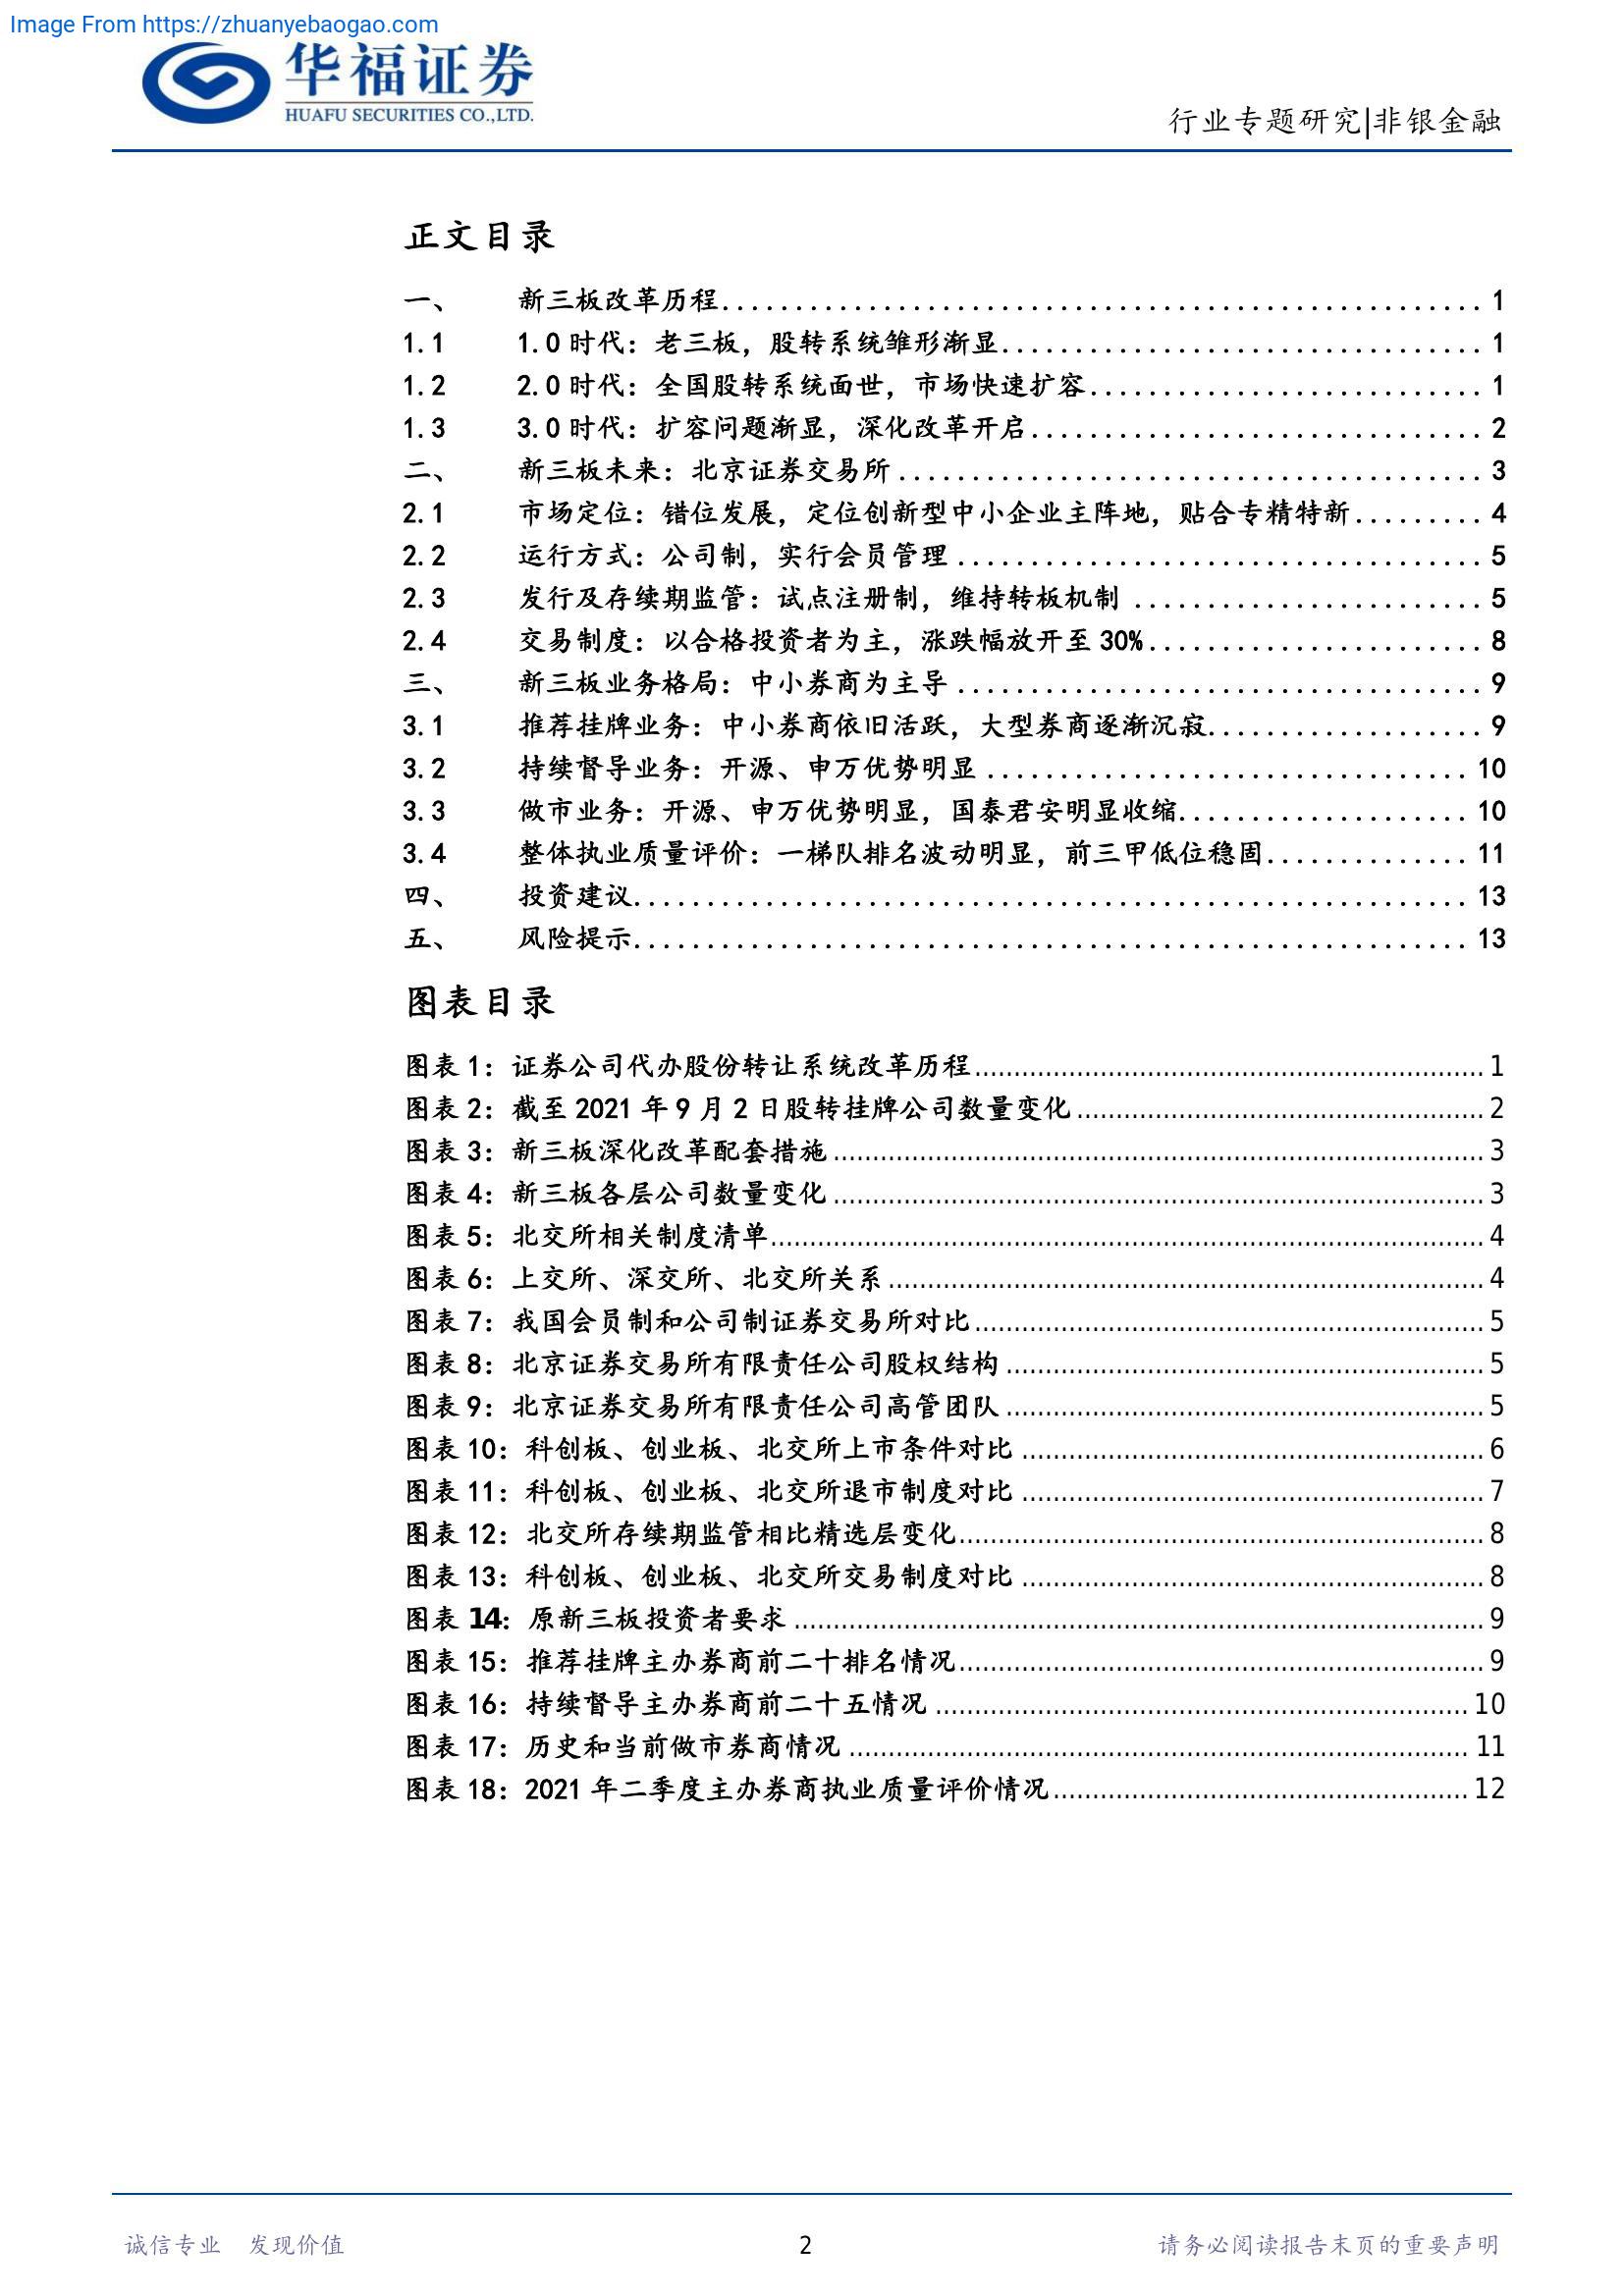 Image From https://zhuanyebaogao.com
华福证券
HUAFU SECURITIES CO.,LTD.
行业专题研究|非银金融
正文目录
一、 新三板改革历程 1
1.1 1.0时代：老三板，股转系统雏形渐显 1
1.2 2.0时代：全国股转系统面世，市场快速扩容 1
1.3 3.0时代：扩容问题渐显，深化改革开启 2
二、 新三板未来：北京证券交易所 3
2.1 市场定位：错位发展，定位创新型中小企业主阵地，贴合专精特新 4
2.2 运行方式：公司制，实行会员管理 5
2.3 发行及存续期监管：试点注册制，维持转板机制 5
2.4 交易制度：以合格投资者为主，涨跌幅放开至30% 8
三、 新三板业务格局：中小券商为主导 9
3.1 推荐挂牌业务：中小券商依旧活跃，大型券商逐渐沉寂 9
3.2 持续督导业务：开源、申万优势明显 10
3.3 做市业务：开源、申万优势明显，国泰君安明显收缩 10
3.4 整体执业质量评价：一梯队排名波动明显，前三甲低位稳固 11
四、 投资建议 13
五、 风险提示 13
图表目录
图表1：证券公司代办股份转让系统改革历程 1
图表2：截至2021年9月2日股转挂牌公司数量变化 2
图表3：新三板深化改革配套措施 3
图表4：新三板各层公司数量变化 3
图表5：北交所相关制度清单 4
图表6：上交所、深交所、北交所关系 4
图表7：我国会员制和公司制证券交易所对比 5
图表8：北京证券交易所有限责任公司股权结构 5
图表9：北京证券交易所有限责任公司高管团队 5
图表10：科创板、创业板、北交所上市条件对比 6
图表11：科创板、创业板、北交所退市制度对比 7
图表12：北交所存续期监管相比精选层变化 8
图表13：科创板、创业板、北交所交易制度对比 8
图表14：原新三板投资者要求 9
图表15：推荐挂牌主办券商前二十排名情况 9
图表16：持续督导主办券商前二十五情况 10
图表17：历史和当前做市券商情况 11
图表18：2021年二季度主办券商执业质量评价情况 12
诚信专业 发现价值 2 请务必阅读报告末页的重要声明